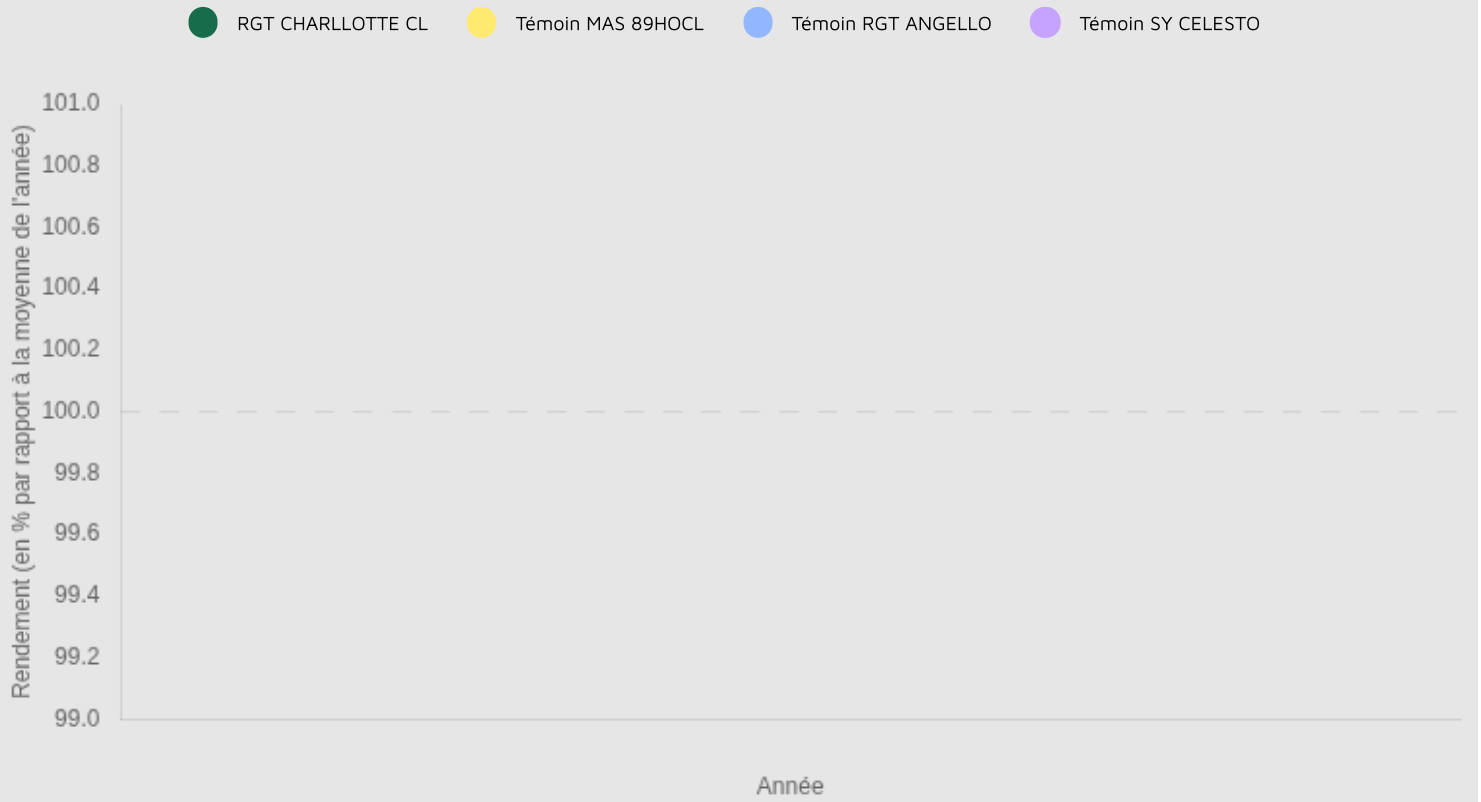 RGT CHARLLOTTE CL
Témoin MAS 89HOCL
Témoin RGT ANGELLO
Témoin SY CELESTO
Rendement (en % par rapport à la moyenne de l'année)
101.0
100.8
100.6
100.4
100.2
100.0
99.8
99.6
99.4
99.2
99.0
Année